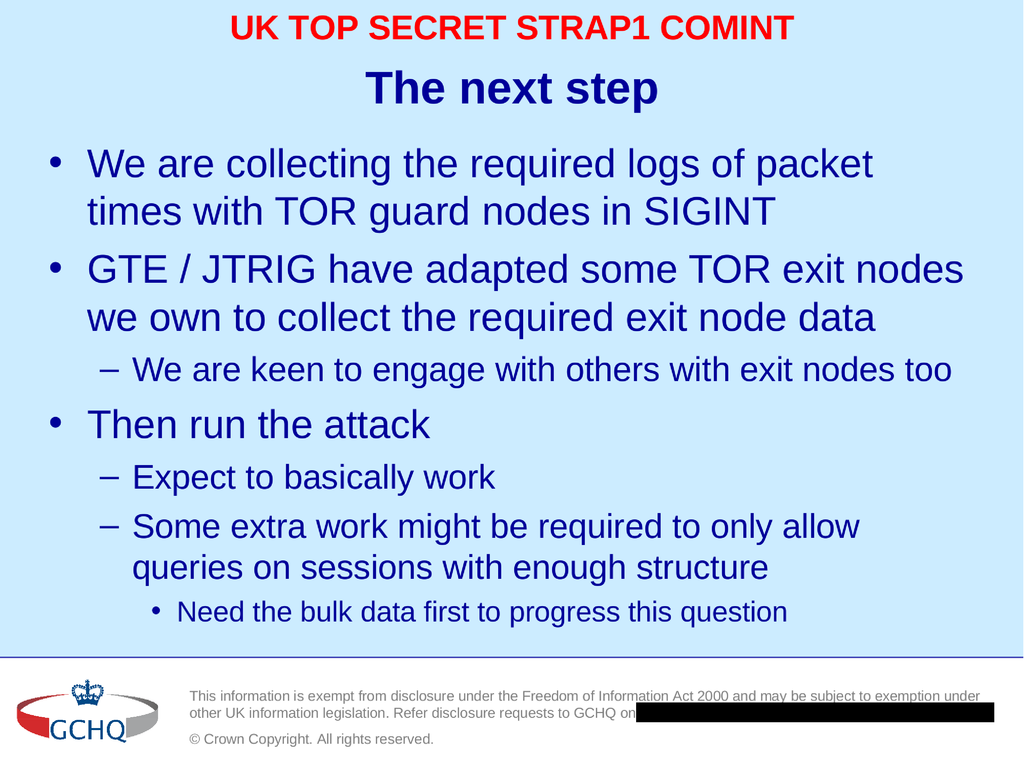 UK TOP SECRET STRAP1 COMINT
The next step
• We are collecting the required logs of packet
times with TOR guard nodes in SIGINT
• GTE / JTRIG have adapted some TOR exit nodes
we own to collect the required exit node data
– We are keen to engage with others with exit nodes too
• Then run the attack
– Expect to basically work
– Some extra work might be required to only allow
queries on sessions with enough structure
• Need the bulk data first to progress this question
GCHQ
This information is exempt from disclosure under the Freedom of Information Act 2000 and may be subject to exemption under
other UK information legislation. Refer disclosure requests to GCHQ on
© Crown Copyright. All rights reserved.